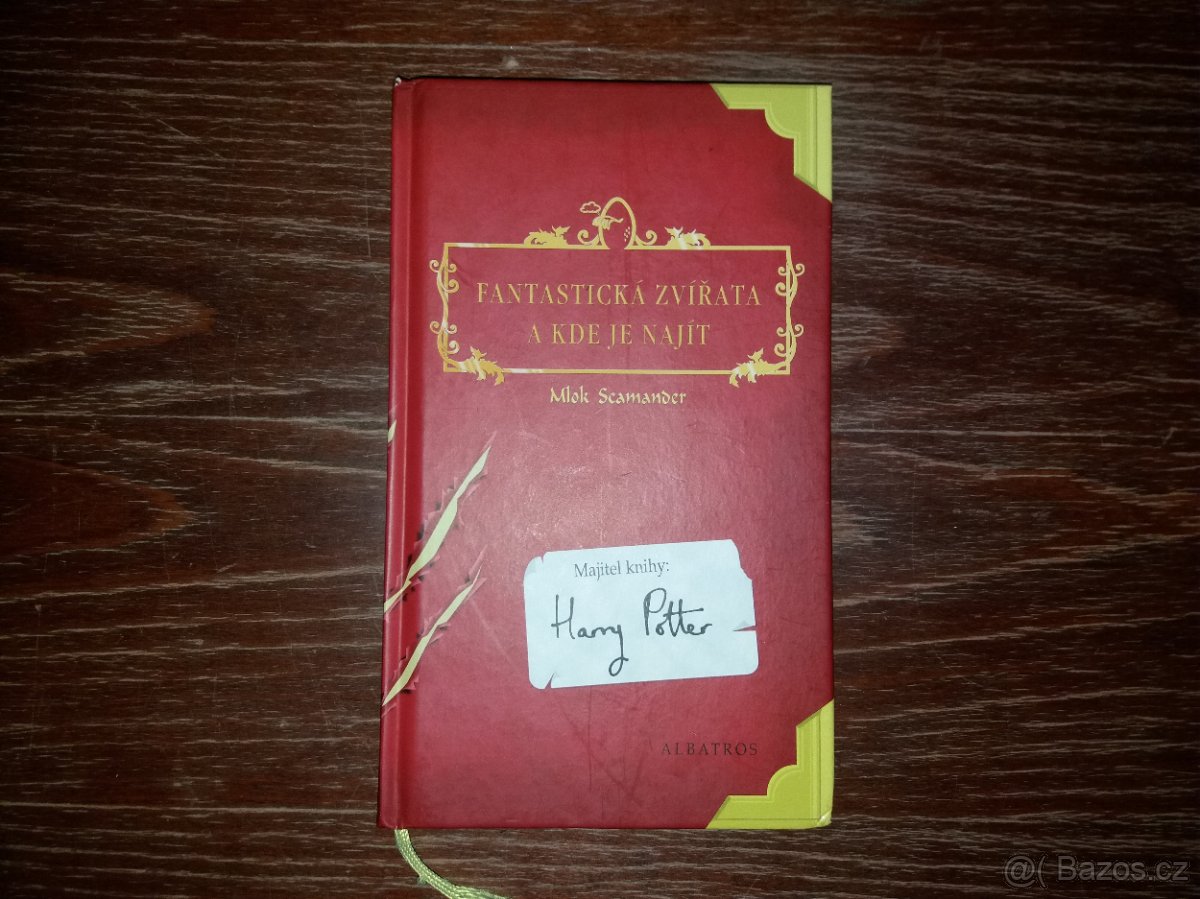 FANTASTICKÁ ZVÍŘATA
A KDE JE NAJÍT
Mlok Scamander
Majitel knihy:
Harry Potter
ALBATROS
@( Bazos.cz